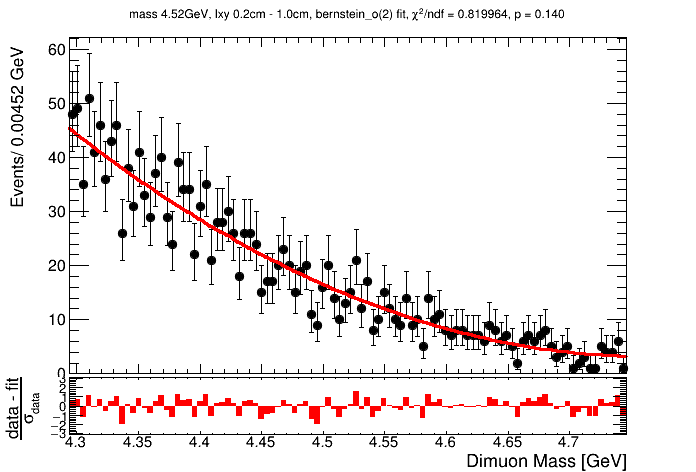 mass 4.52GeV, lxy 0.2cm - 1.0cm, bernstein_o(2) fit, χ²/ndf = 0.819964, p = 0.140
Events/ 0.00452 GeV
60
50
40
30
20
10
0
data - fit
σdata
3
2
1
0
−1
−2
−3
4.3 4.35 4.4 4.45 4.5 4.55 4.6 4.65 4.7
Dimuon Mass [GeV]